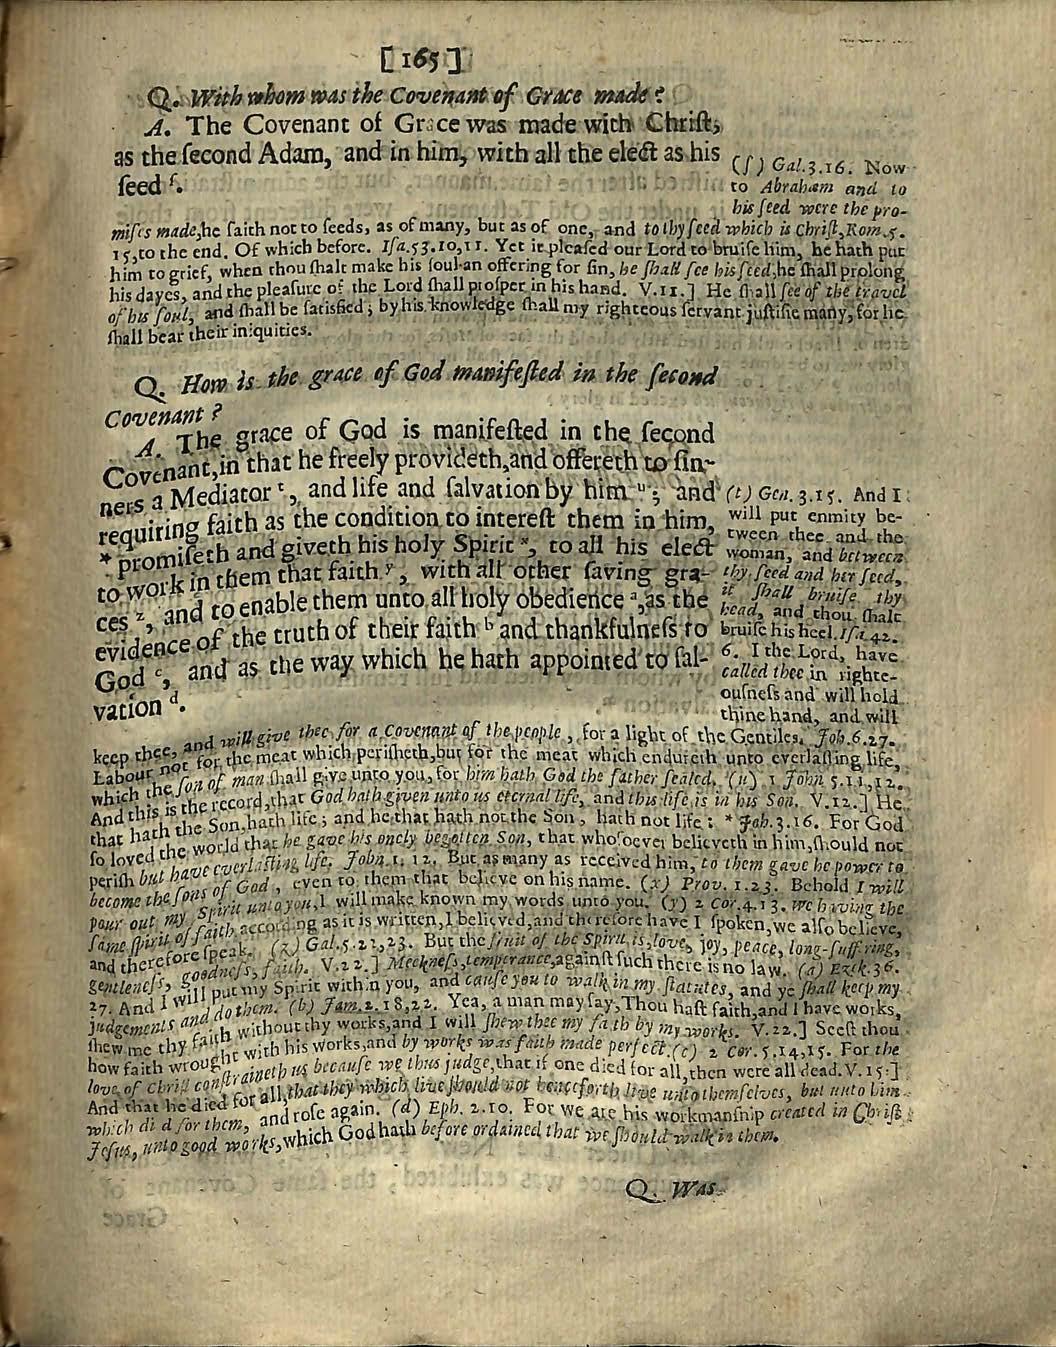 [ 165 ]
Q. With whom was the Covenant of Grace made?
A. The Covenant of Grace was made with Chriſt,
as the ſecond Adam, and in him, with all the elect as his
ſeed ſ.
(ſ) Gal. 3.16. Now
to Abraham and to
his ſeed were the pro-
miſes made, he ſaith not to ſeeds, as of many, but as of one, and to thy ſeed which is Chriſt, Rom. 5.
15, to the end. Of which before. Iſa. 53. 10, 11. Yet it pleaſed our Lord to bruiſe him, he hath put
him to grief, when thou ſhalt make his ſoul an offering for ſin, he ſhall ſee his ſeed, he ſhall prolong
his dayes, and the pleaſure of the Lord ſhall proſper in his hand. V. 11. ] He ſhall ſee of the travel
of his ſoul, and ſhall be ſatisfied; by his knowledge ſhall my righteous ſervant juſtifie many, for he
ſhall bear their iniquities.
Q. How is the grace of God manifeſted in the ſecond
Covenant?
A. The grace of God is manifeſted in the ſecond
Covenant, in that he freely provideth, and offereth to ſin-
ners a Mediator t, and life and ſalvation by him u; and
requiring faith as the condition to intereſt them in him,
* promiſeth and giveth his holy Spirit x, to all his elect
to work in them that faith y, with all other ſaving gra-
ces z, and to enable them unto all holy obedience a, as the
evidence of the truth of their faith b and thankfulneſs to
God c, and as the way which he hath appointed to ſal-
vation d.
(t) Gen. 3.15. And I
will put enmity be-
tween thee and the
woman, and between
thy ſeed and her ſeed,
it ſhall bruiſe thy
head, and thou ſhalt
bruiſe his heel. Iſa. 42.
6. I the Lord, have
called thee in righte-
ouſneſs and will hold
thine hand, and will
keep thee, and will give thee for a Covenant of the people, for a light of the Gentiles. Joh. 6.27.
Labour not for the meat which periſheth, but for the meat which endureth unto everlaſting life,
which the ſon of man ſhall give unto you, for him hath God the father ſealed. (u) 1 John 5.11, 12.
And this is the record, that God hath given unto us eternal life, and this life is in his Son. V. 12. ] He
that hath the Son, hath life; and he that hath not the Son, hath not life: * Joh. 3.16. For God
ſo loved the world that he gave his onely begotten Son, that whoſoever believeth in him, ſhould not
periſh but have everlaſting life. John 1. 12. But as many as received him, to them gave he power to
become the ſons of God, even to them that believe on his name. (x) Prov. 1.23. Behold I will
pour out my Spirit unto you, I will make known my words unto you. (y) 2 Cor. 4.13. We having the
ſame ſpirit of faith according as it is written, I believed, and therefore have I ſpoken, we alſo believe,
and therefore ſpeak. (z) Gal. 5.22, 23. But the fruit of the Spirit is, love, joy, peace, long-ſuffring,
gentleneſs, goodneſs, faith. V. 22. ] Meekneſs, temperance, againſt ſuch there is no law. (a) Ezek. 36.
27. And I will put my Spirit within you, and cauſe you to walk in my ſtatutes, and ye ſhall keep my
judgements and do them. (b) Jam. 2. 18, 22. Yea, a man may ſay, Thou haſt faith, and I have works,
ſhew me thy faith without thy works, and I will ſhew thee my faith by my works. V. 22. ] Seeſt thou
how faith wrought with his works, and by works was faith made perfect. (c) 2 Cor. 5.14, 15. For the
love of Chriſt conſtraineth us becauſe we thus judge, that if one died for all, then were all dead. V. 15. ]
And that he died for all, that they which live ſhould not henceforth live unto themſelves, but unto him
which did for them, and roſe again. (d) Eph. 2.10. For we are his workmanſhip created in Chriſt
Jeſus, unto good works, which God hath before ordained that we ſhould walk in them.
Q. Was